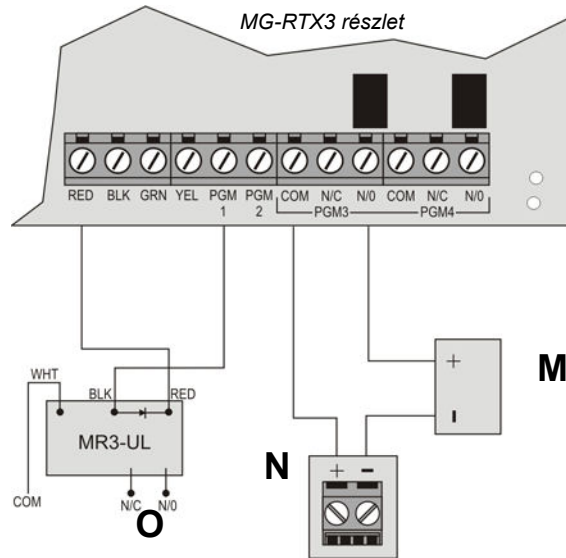 MG-RTX3 részlet
RED BLK GRN YEL PGM 1 PGM 2 COM N/C N/0 COM N/C N/0
PGM3 PGM4
M
+
-
WHT BLK RED
MR3-UL
N
+ -
COM N/C N/0
O